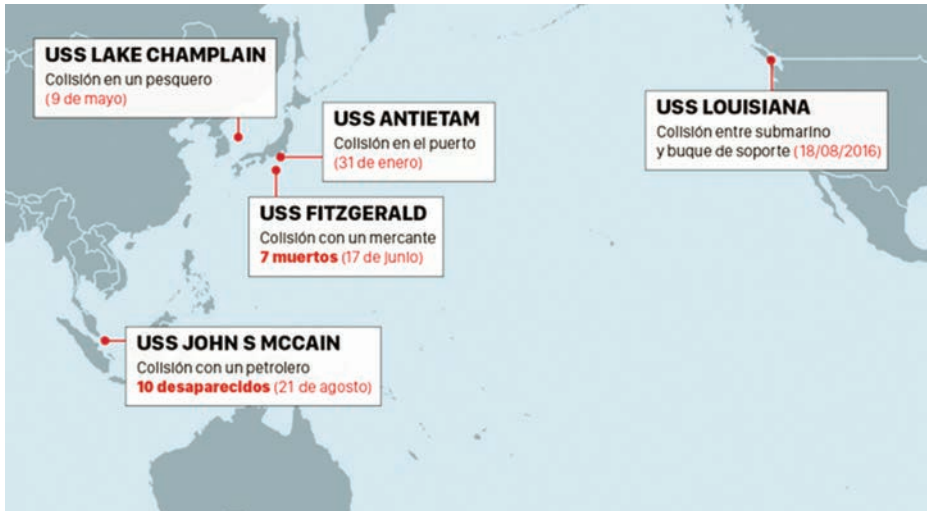 USS LAKE CHAMPLAIN
Colisión en un pesquero
(9 de mayo)
USS ANTIETAM
Colisión en el puerto
(31 de enero)
USS LOUISIANA
Colisión entre submarino
y buque de soporte (18/08/2016)
USS FITZGERALD
Colisión con un mercante
7 muertos (17 de junio)
USS JOHN S MCCAIN
Colisión con un petrolero
10 desaparecidos (21 de agosto)